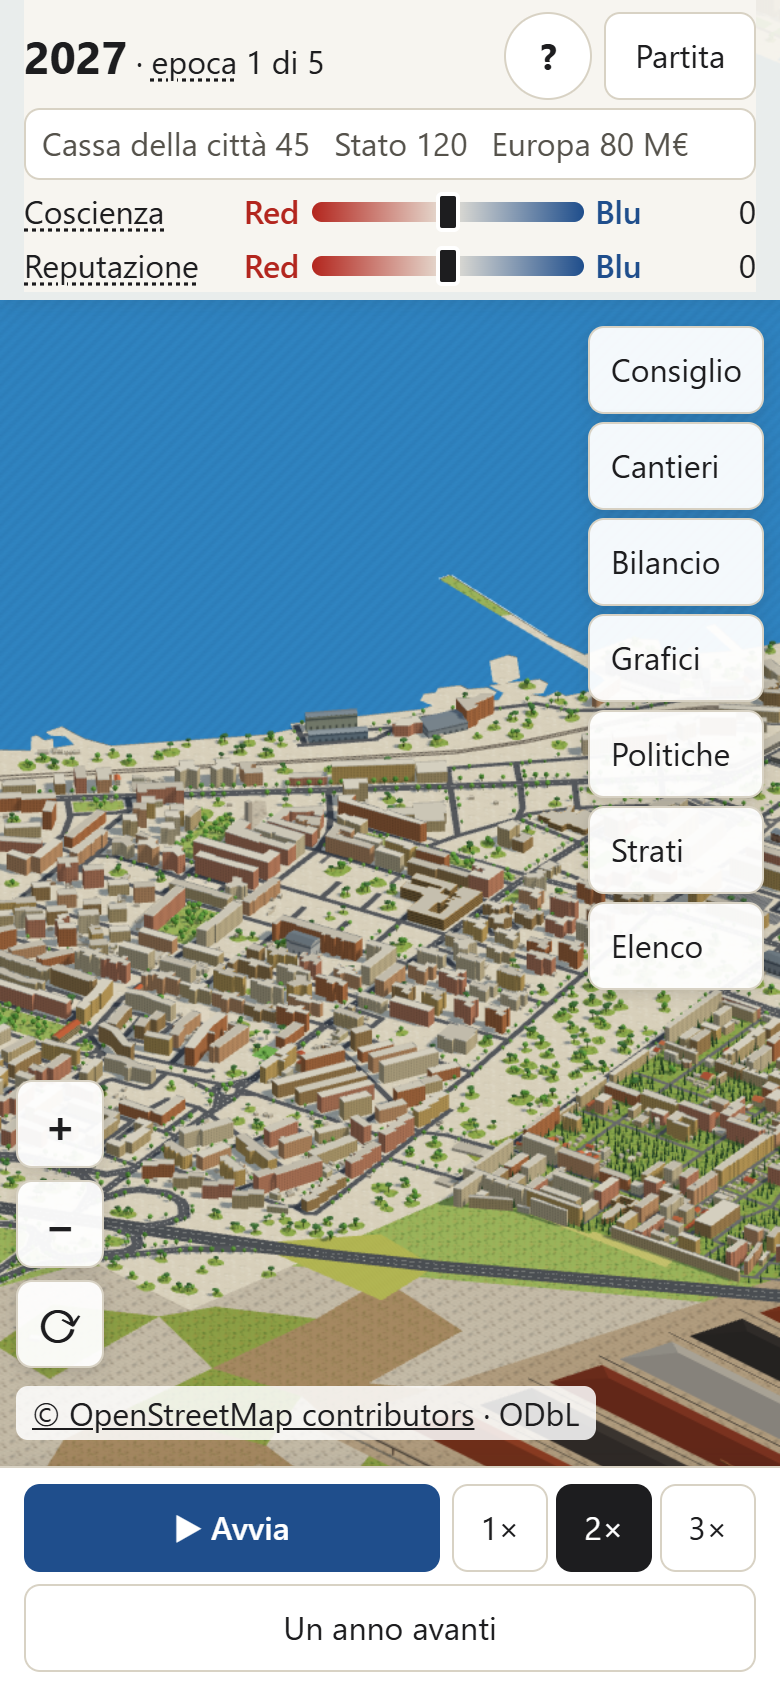 2027 · epoca 1 di 5
?
Partita
Cassa della città 45 Stato 120 Europa 80 M€
Coscienza Red Blu 0
Reputazione Red Blu 0
Consiglio
Cantieri
Bilancio
Grafici
Politiche
Strati
Elenco
+
−
© OpenStreetMap contributors · ODbL
▶ Avvia
1×
2×
3×
Un anno avanti